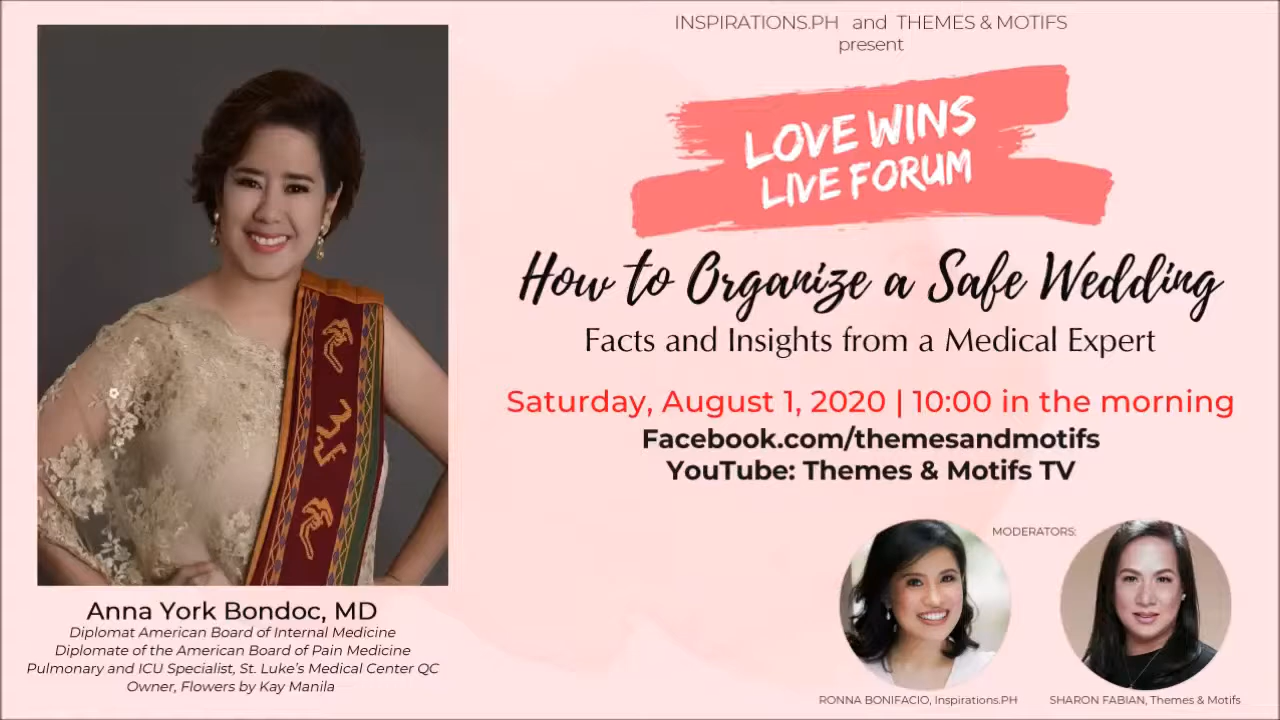 INSPIRATIONS.PH and THEMES & MOTIFS
present
LOVE WINS
LIVE FORUM
How to Organize a Safe Wedding
Facts and Insights from a Medical Expert
Saturday, August 1, 2020 | 10:00 in the morning
Facebook.com/themesandmotifs
YouTube: Themes & Motifs TV
Anna York Bondoc, MD
Diplomat American Board of Internal Medicine
Diplomate of the American Board of Pain Medicine
Pulmonary and ICU Specialist, St. Luke's Medical Center QC
Owner, Flowers by Kay Manila
MODERATORS:
RONNA BONIFACIO, Inspirations.PH
SHARON FABIAN, Themes & Motifs